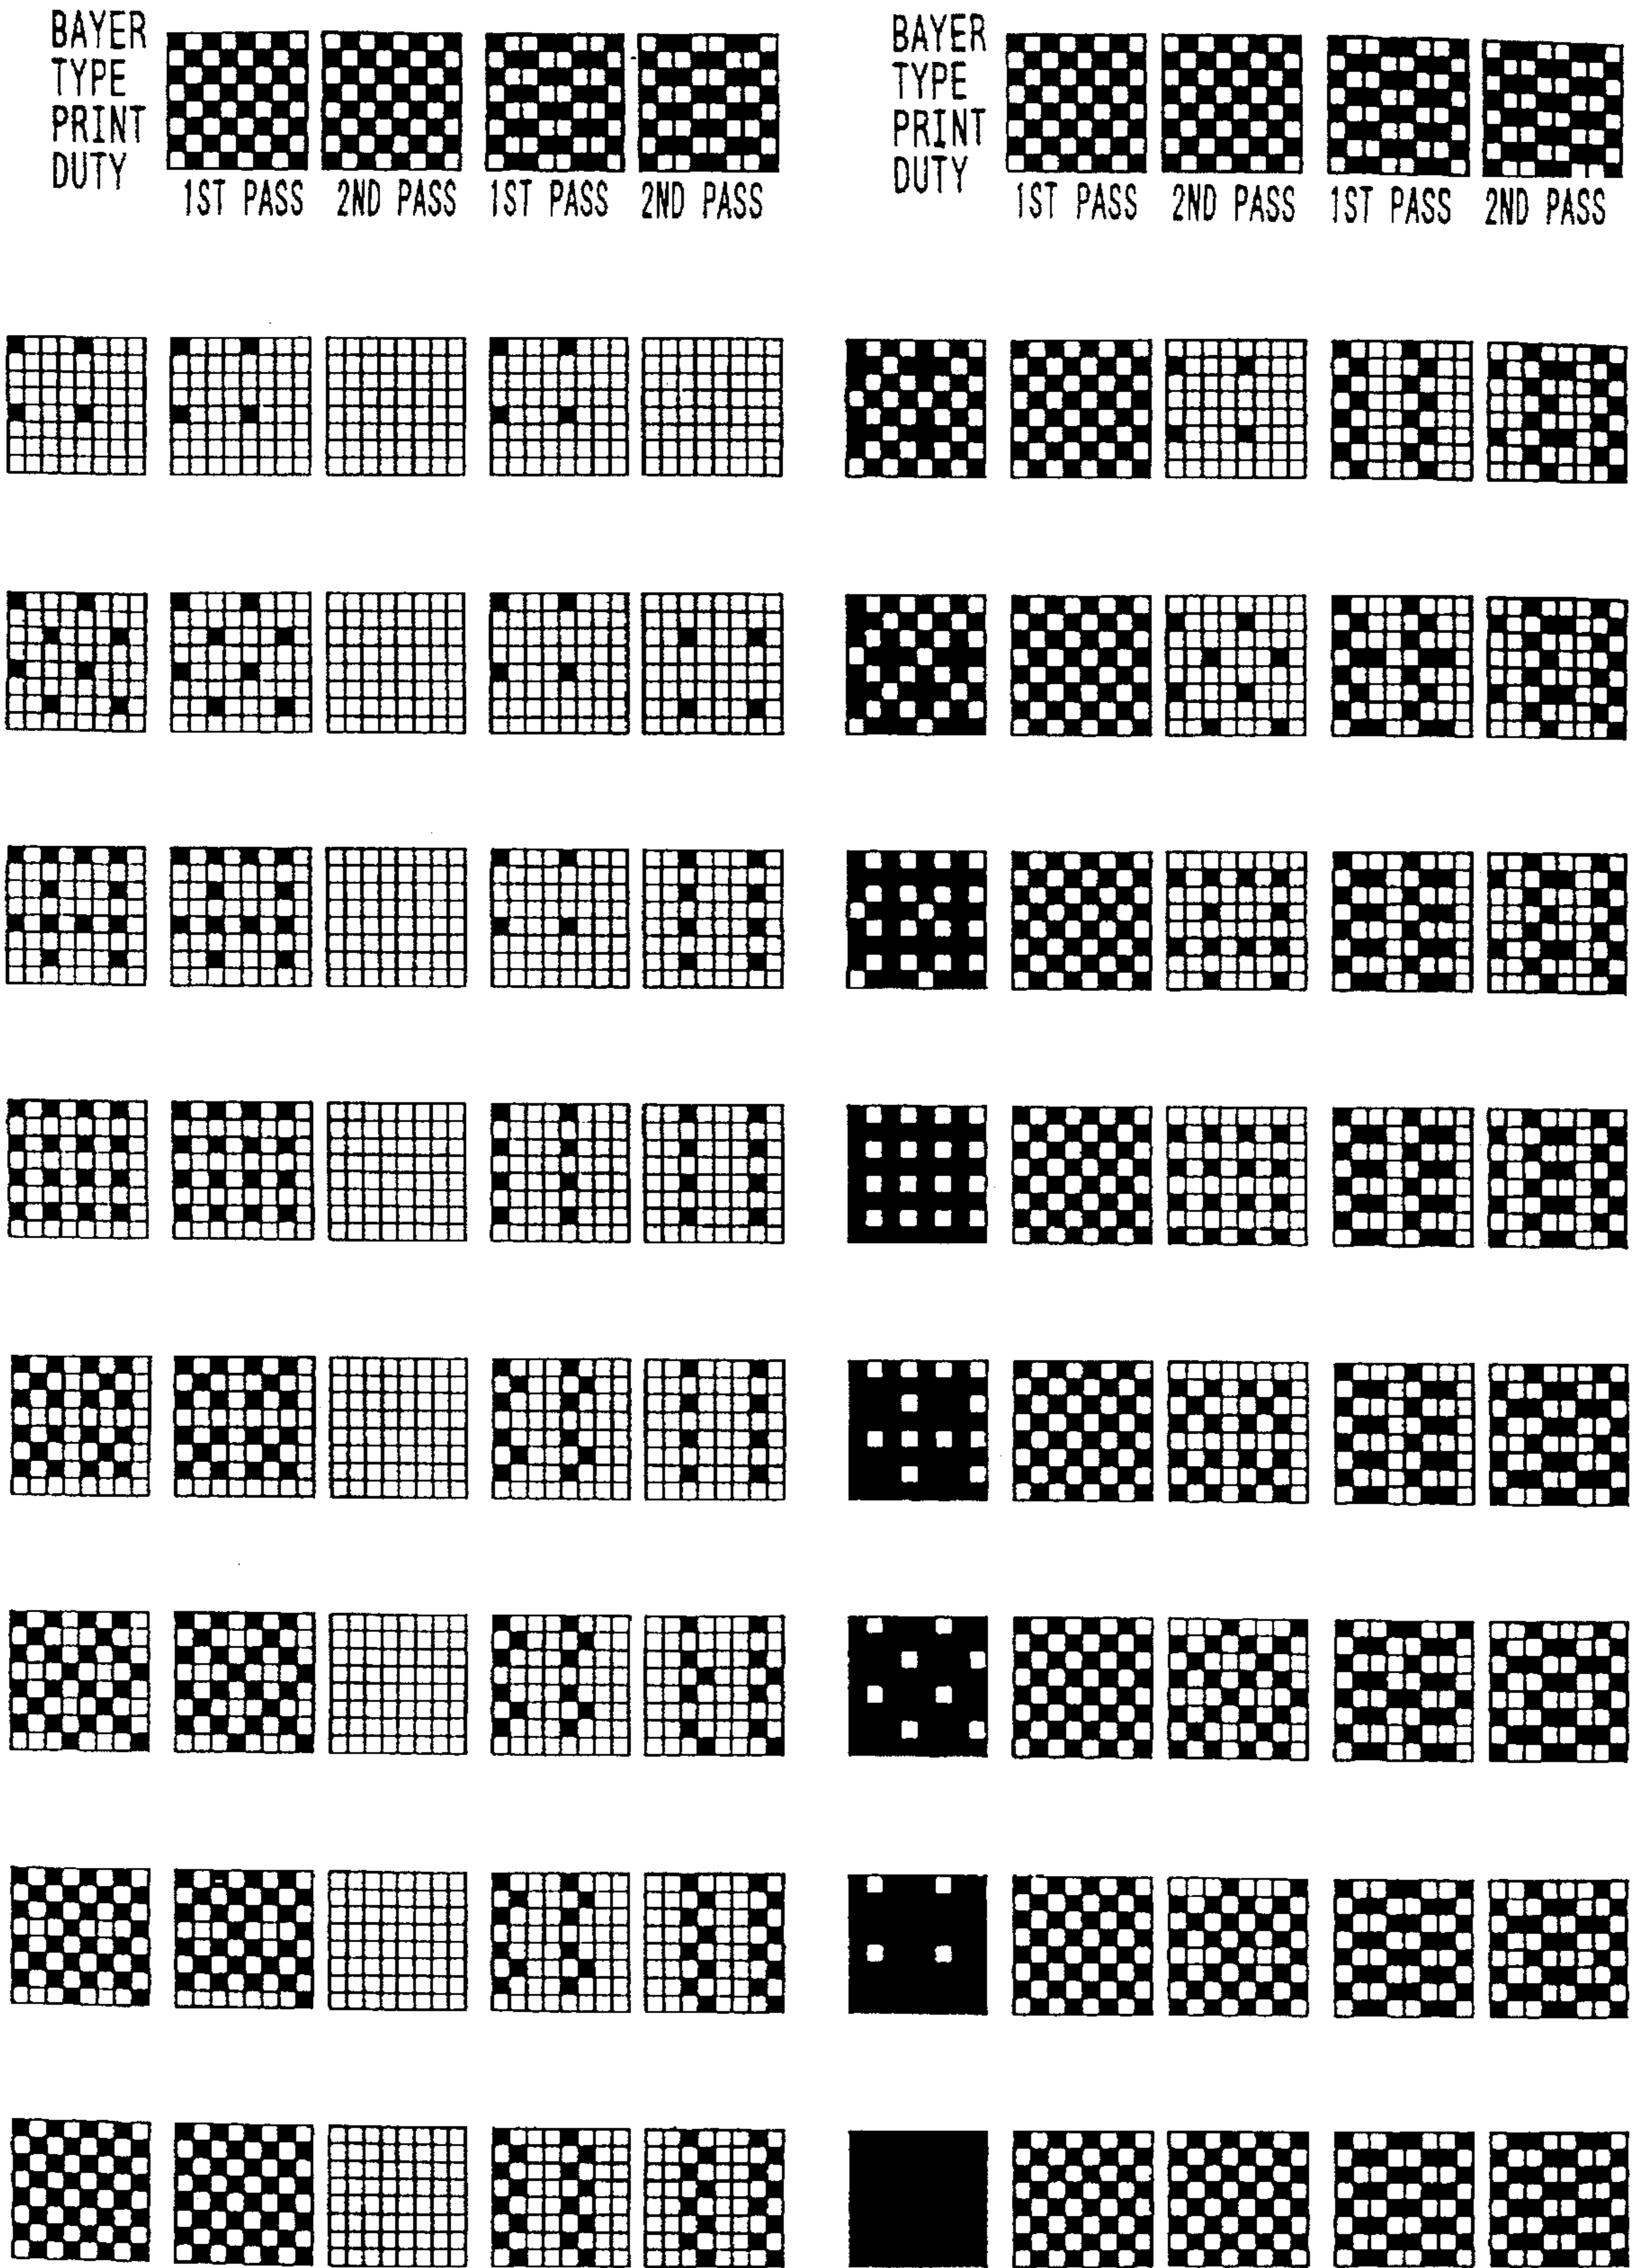 BAYER
TYPE
PRINT
DUTY
1ST PASS 2ND PASS 1ST PASS 2ND PASS
BAYER
TYPE
PRINT
DUTY
1ST PASS 2ND PASS 1ST PASS 2ND PASS